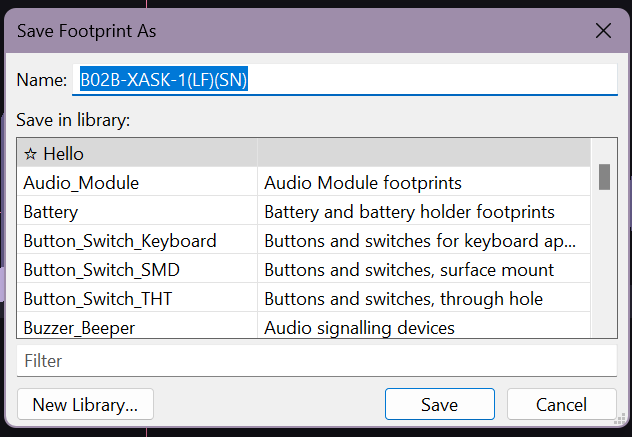 Save Footprint As
Name: B02B-XASK-1(LF)(SN)
Save in library:
☆ Hello
Audio_Module Audio Module footprints
Battery Battery and battery holder footprints
Button_Switch_Keyboard Buttons and switches for keyboard ap...
Button_Switch_SMD Buttons and switches, surface mount
Button_Switch_THT Buttons and switches, through hole
Buzzer_Beeper Audio signalling devices
Filter
New Library... Save Cancel